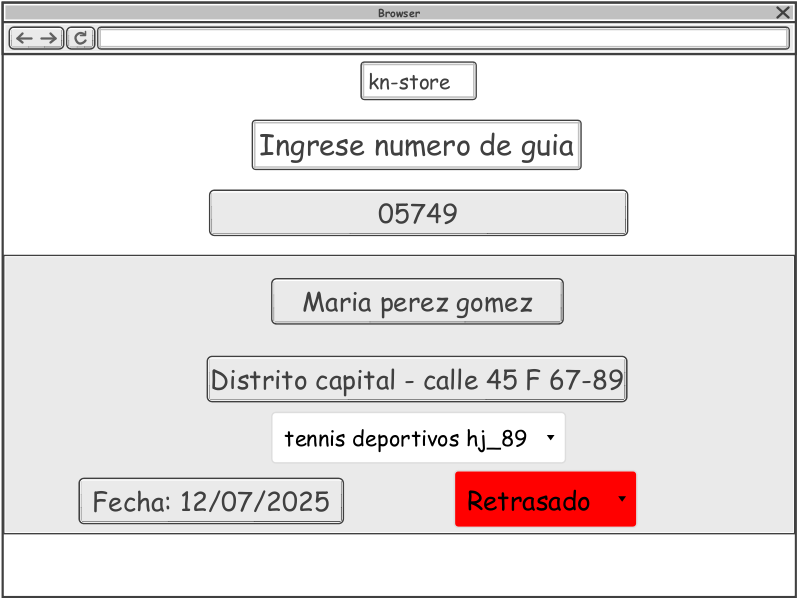 Browser
kn-store
Ingrese numero de guia
05749
Maria perez gomez
Distrito capital - calle 45 F 67-89
tennis deportivos hj_89
Fecha: 12/07/2025
Retrasado